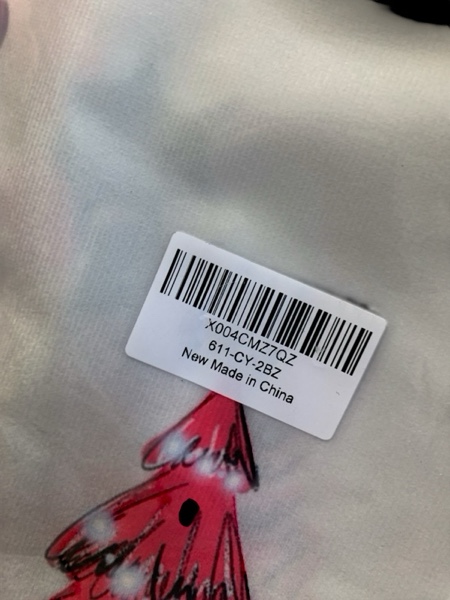 X004CMZ7QZ
611-CY-2BZ
New Made in China